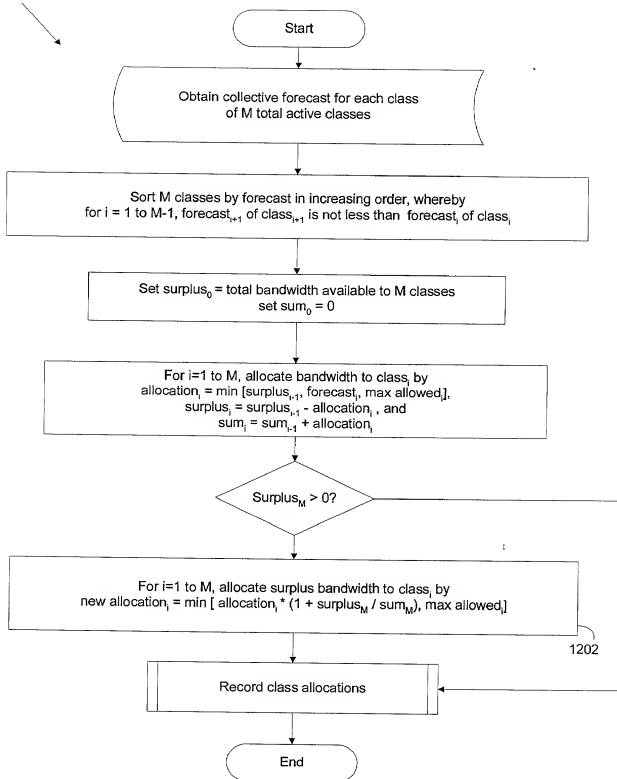 Start
Obtain collective forecast for each class
of M total active classes
Sort M classes by forecast in increasing order, whereby
for i = 1 to M-1, forecastᵢ₊₁ of classᵢ₊₁ is not less than forecastᵢ of classᵢ
Set surplus₀ = total bandwidth available to M classes
set sum₀ = 0
For i=1 to M, allocate bandwidth to classᵢ by
allocationᵢ = min [surplusᵢ₋₁, forecastᵢ, max allowedᵢ],
surplusᵢ = surplusᵢ₋₁ - allocationᵢ , and
sumᵢ = sumᵢ₋₁ + allocationᵢ
Surplus_M > 0?
For i=1 to M, allocate surplus bandwidth to classᵢ by
new allocationᵢ = min [ allocationᵢ * (1 + surplus_M / sum_M), max allowedᵢ]
1202
Record class allocations
End